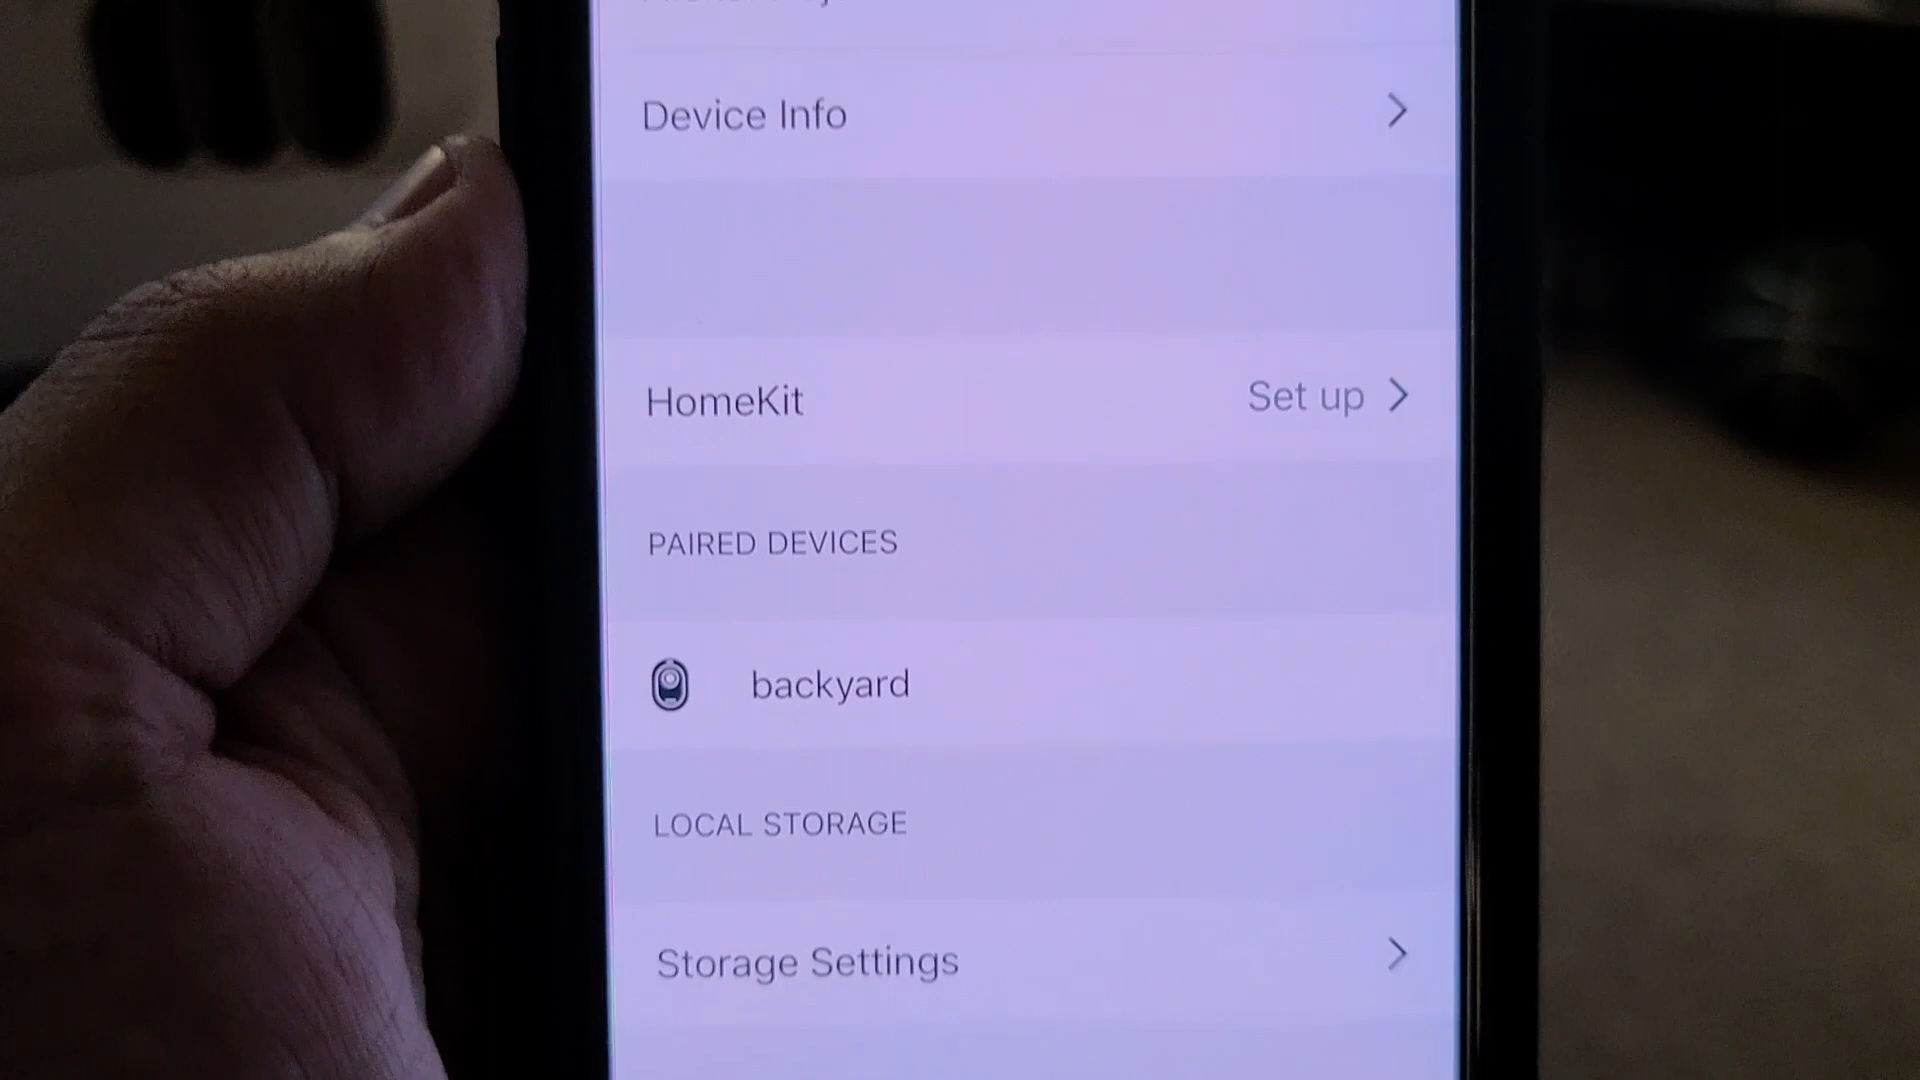 Device Info
HomeKit Set up
PAIRED DEVICES
backyard
LOCAL STORAGE
Storage Settings